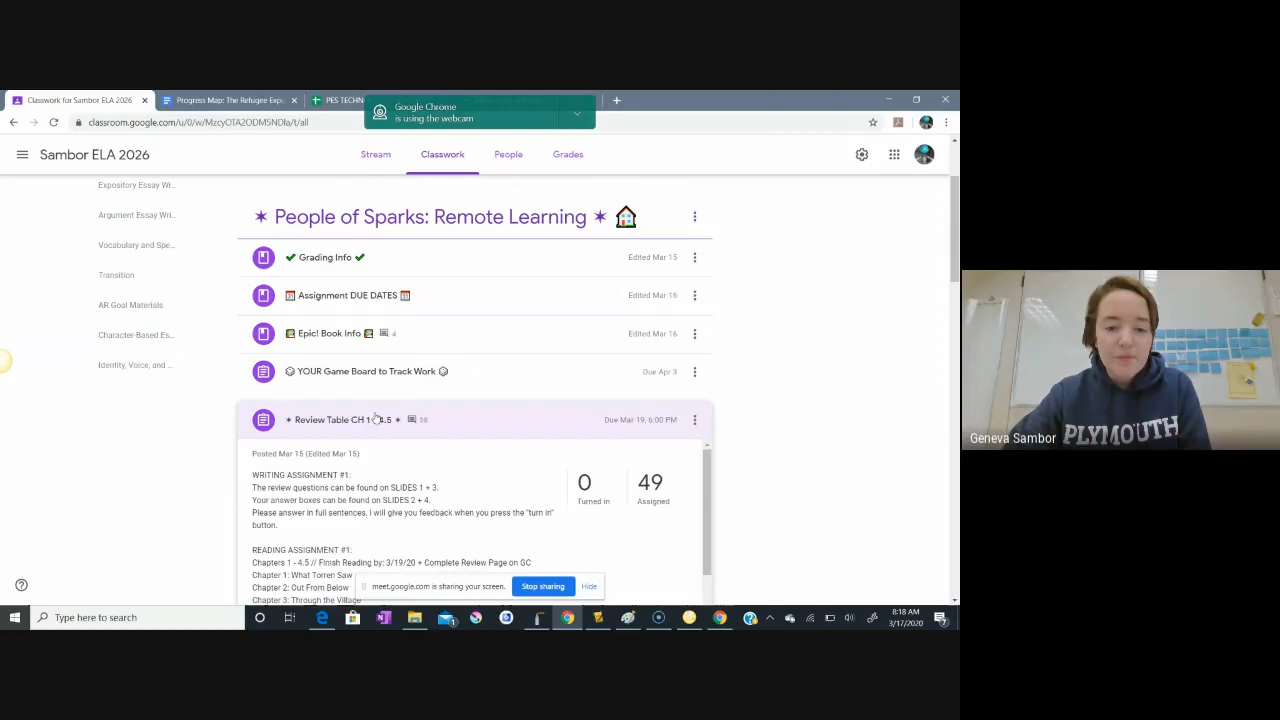 Classwork for Sambor ELA 2026
Progress Map: The Refugee Exp
PES TECHN
Google Chrome
is using the webcam
classroom.google.com/u/0/w/
Sambor ELA 2026
Stream
Classwork
People
Grades
Expository Essay Wr...
Argument Essay Wri...
Vocabulary and Spe...
Transition
AR Goal Materials
Character-Based Es...
Identity, Voice, and ...
✶ People of Sparks: Remote Learning ✶ 🏠
✔ Grading Info ✔
Edited Mar 15
📅 Assignment DUE DATES 📅
Edited Mar 16
📗 Epic! Book Info 📗 4
Edited Mar 16
🎲 YOUR Game Board to Track Work 🎲
Due Apr 3
✶ Review Table CH 1- 4.5 ✶ 38
Due Mar 19, 6:00 PM
Posted Mar 15 (Edited Mar 15)
WRITING ASSIGNMENT #1:
The review questions can be found on SLIDES 1 + 3.
Your answer boxes can be found on SLIDES 2 + 4.
Please answer in full sentences, I will give you feedback when you press the "turn in"
button.
0
Turned in
49
Assigned
READING ASSIGNMENT #1:
Chapters 1 - 4.5 // Finish Reading by: 3/19/20 + Complete Review Page on GC
Chapter 1: What Torren Saw
Chapter 2: Out From Below
Chapter 3: Through the Village
meet.google.com is sharing your screen.
Stop sharing
Hide
Type here to search
8:18 AM
3/17/2020
Geneva Sambor
PLYMOUTH